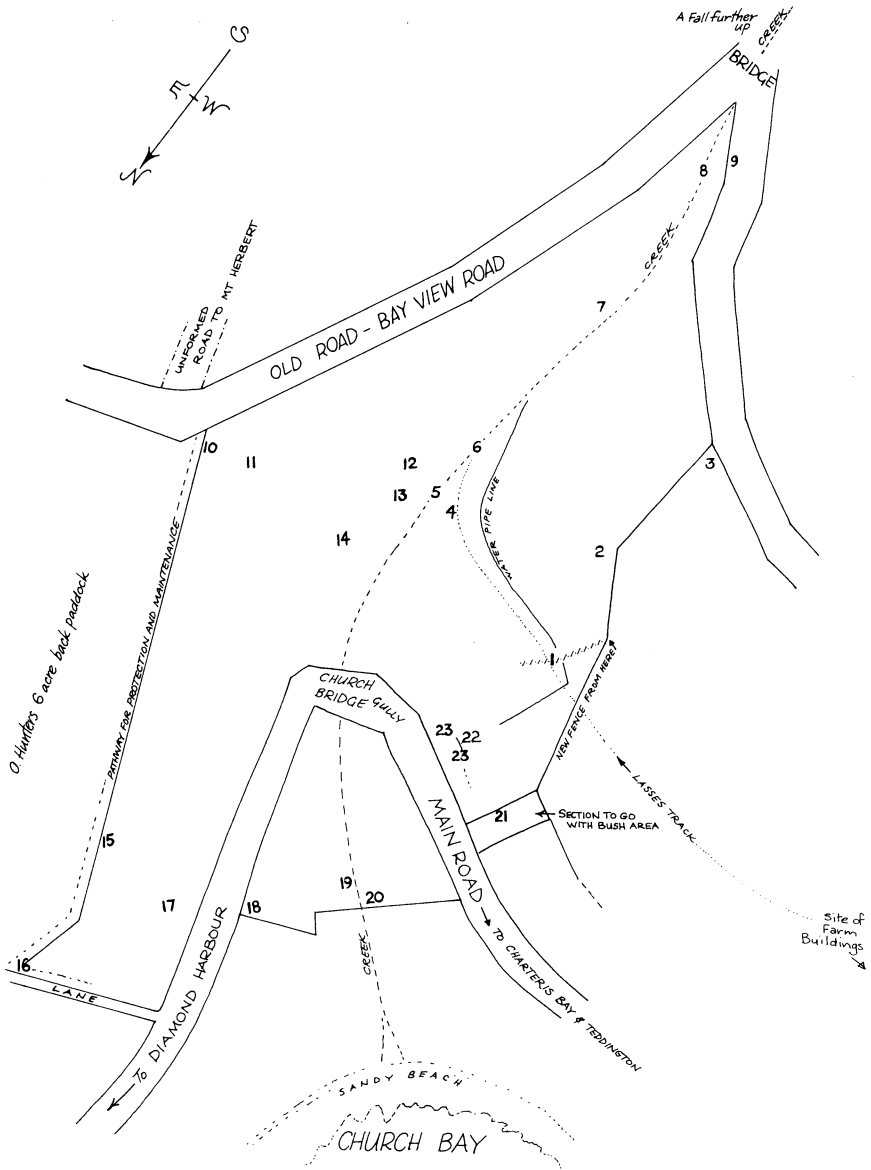 A Fall further
up
CREEK
BRIDGE
S
E
W
N
9
8
CREEK
UNFORMED
ROAD TO MT HERBERT
OLD ROAD - BAY VIEW ROAD
7
10
11
12
6
3
13
5
4
WATER PIPE LINE
14
2
PATHWAY FOR PROTECTION AND MAINTENANCE
O. Hunters 6 acre back paddock
1
NEW FENCE FROM HERE
CHURCH
BRIDGE GULLY
23
22
23
LASSES TRACK
MAIN ROAD
21
SECTION TO GO
WITH BUSH AREA
15
19
20
17
18
Site of
Farm
Buildings
CREEK
16
LANE
TO DIAMOND HARBOUR
TO CHARTERIS BAY & TEDDINGTON
SANDY BEACH
CHURCH BAY